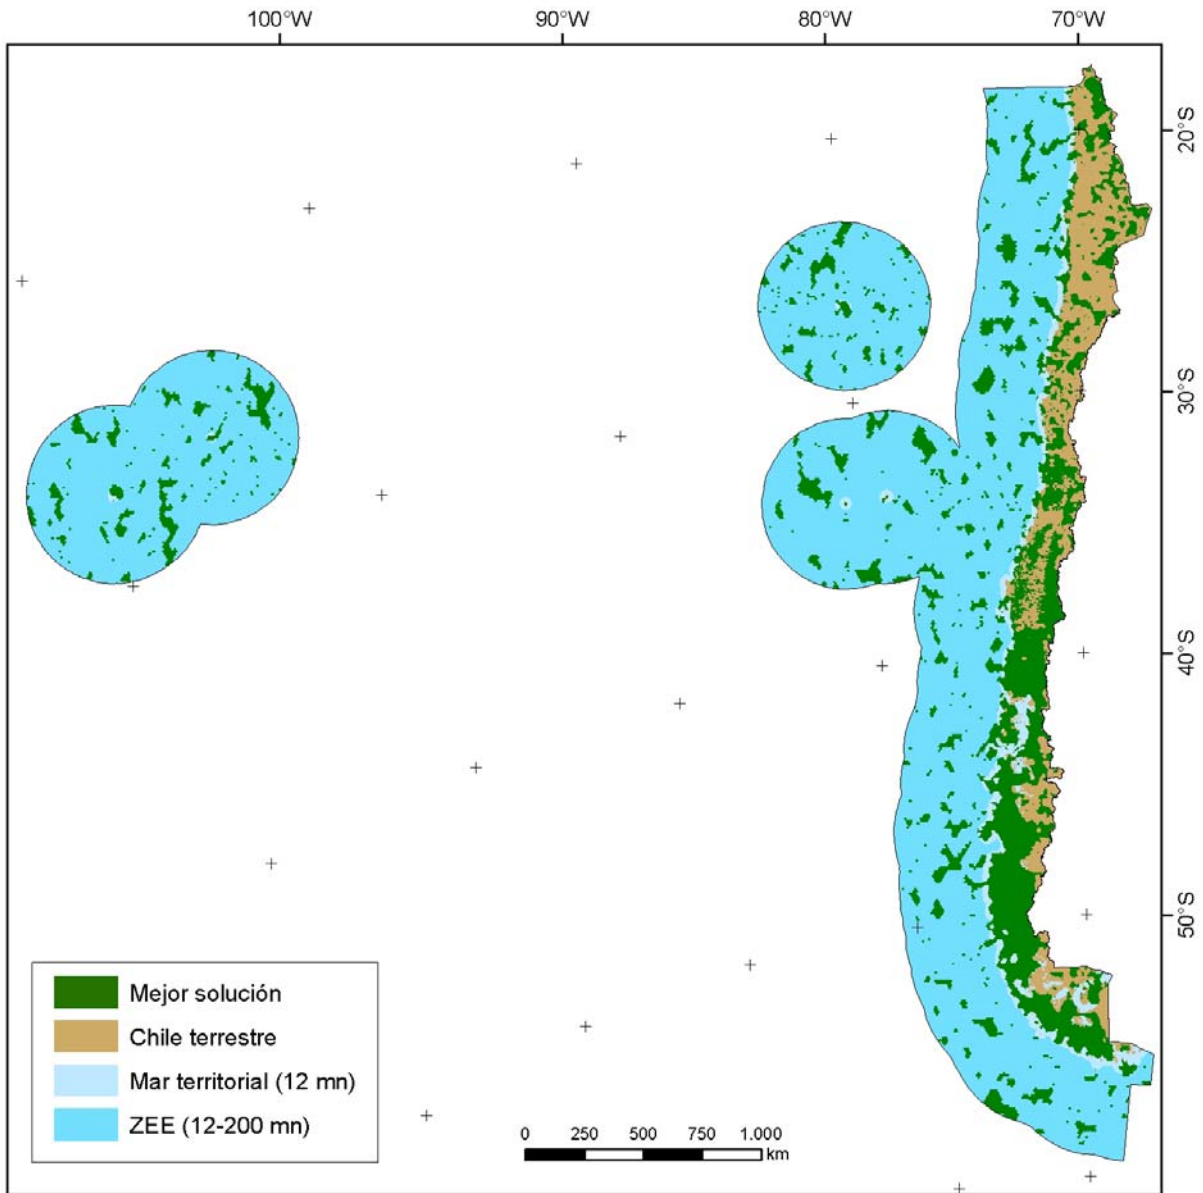 100°W 90°W 80°W 70°W
20°S
30°S
40°S
50°S
Mejor solución
Chile terrestre
Mar territorial (12 mn)
ZEE (12-200 mn)
0 250 500 750 1.000
km